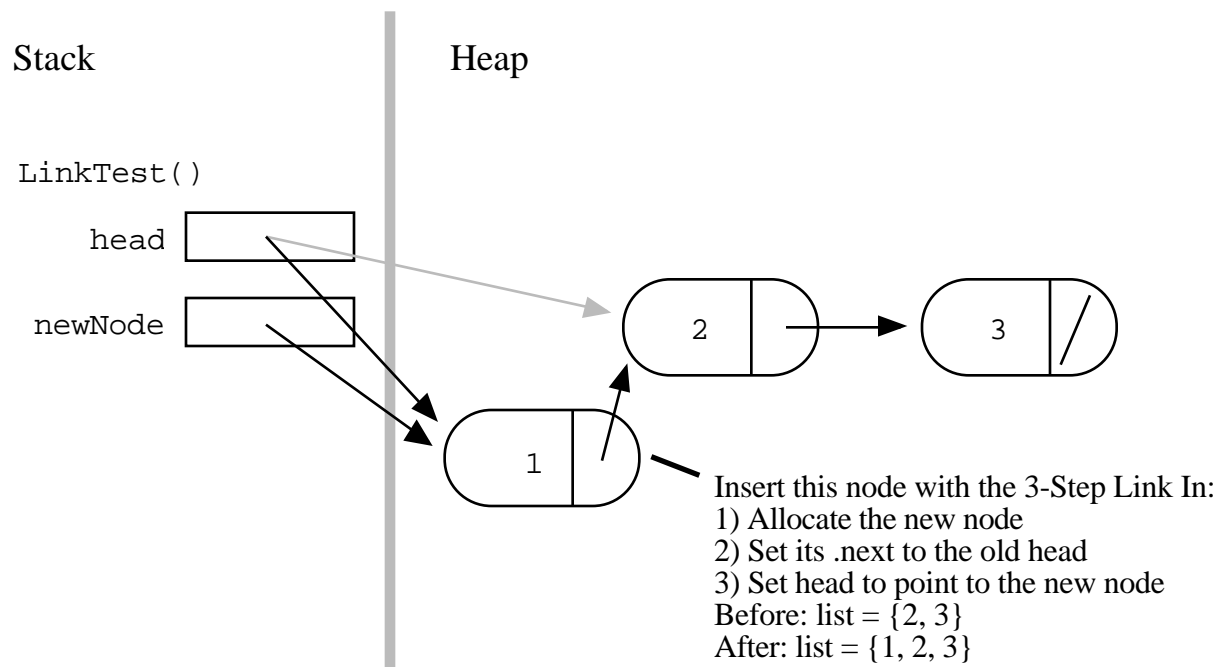 Stack
Heap
LinkTest()
head
newNode
2
3
1
Insert this node with the 3-Step Link In:
1) Allocate the new node
2) Set its .next to the old head
3) Set head to point to the new node
Before: list = {2, 3}
After: list = {1, 2, 3}